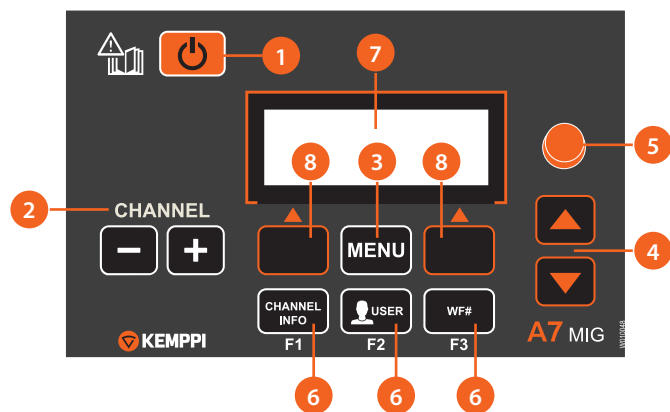 1
7
5
8
3
8
2
CHANNEL
−
+
MENU
4
CHANNEL
INFO
USER
WF#
KEMPPI
F1
F2
F3
A7 MIG
W010048
6
6
6